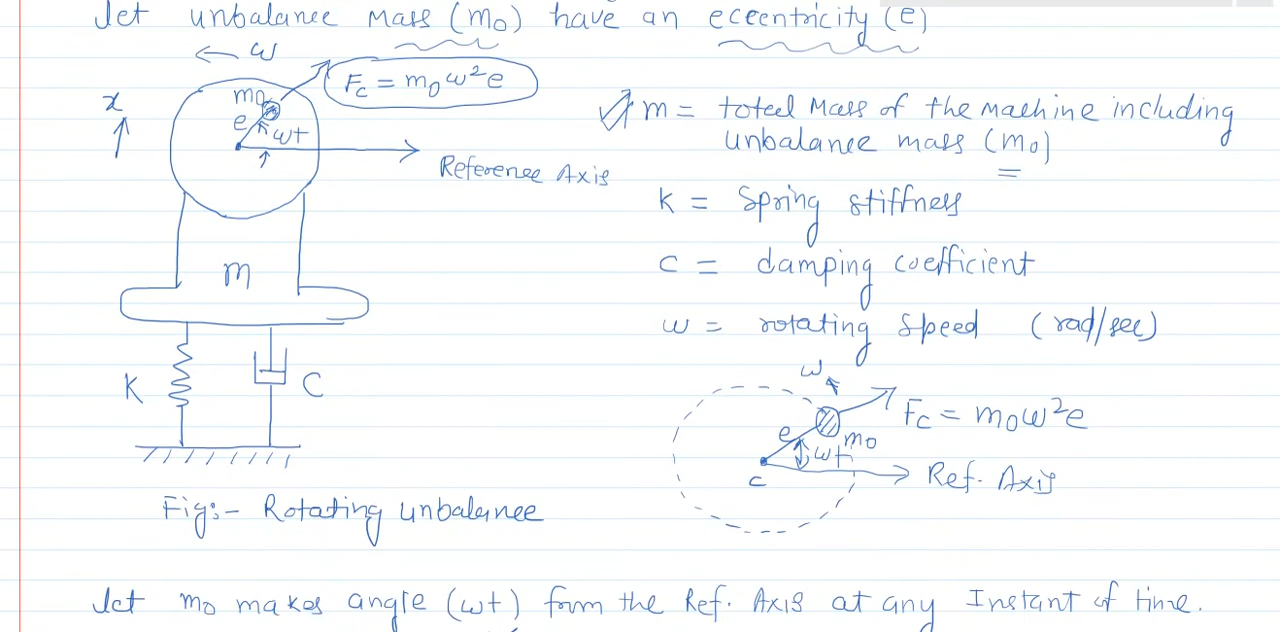 Let unbalance mass (m₀) have an eccentricity (e)
← ω
F_c = m₀ω²e
x
m₀
e
ωt
Reference Axis
m
K
C
Fig:- Rotating unbalance
m = total Mass of the machine including
unbalance mass (m₀)
K = Spring stiffness
C = damping coefficient
ω = rotating Speed (rad/sec)
ω
F_c = m₀ω²e
e
m₀
ωt
C
Ref. Axis
Let m₀ makes angle (ωt) from the Ref. Axis at any Instant of time.